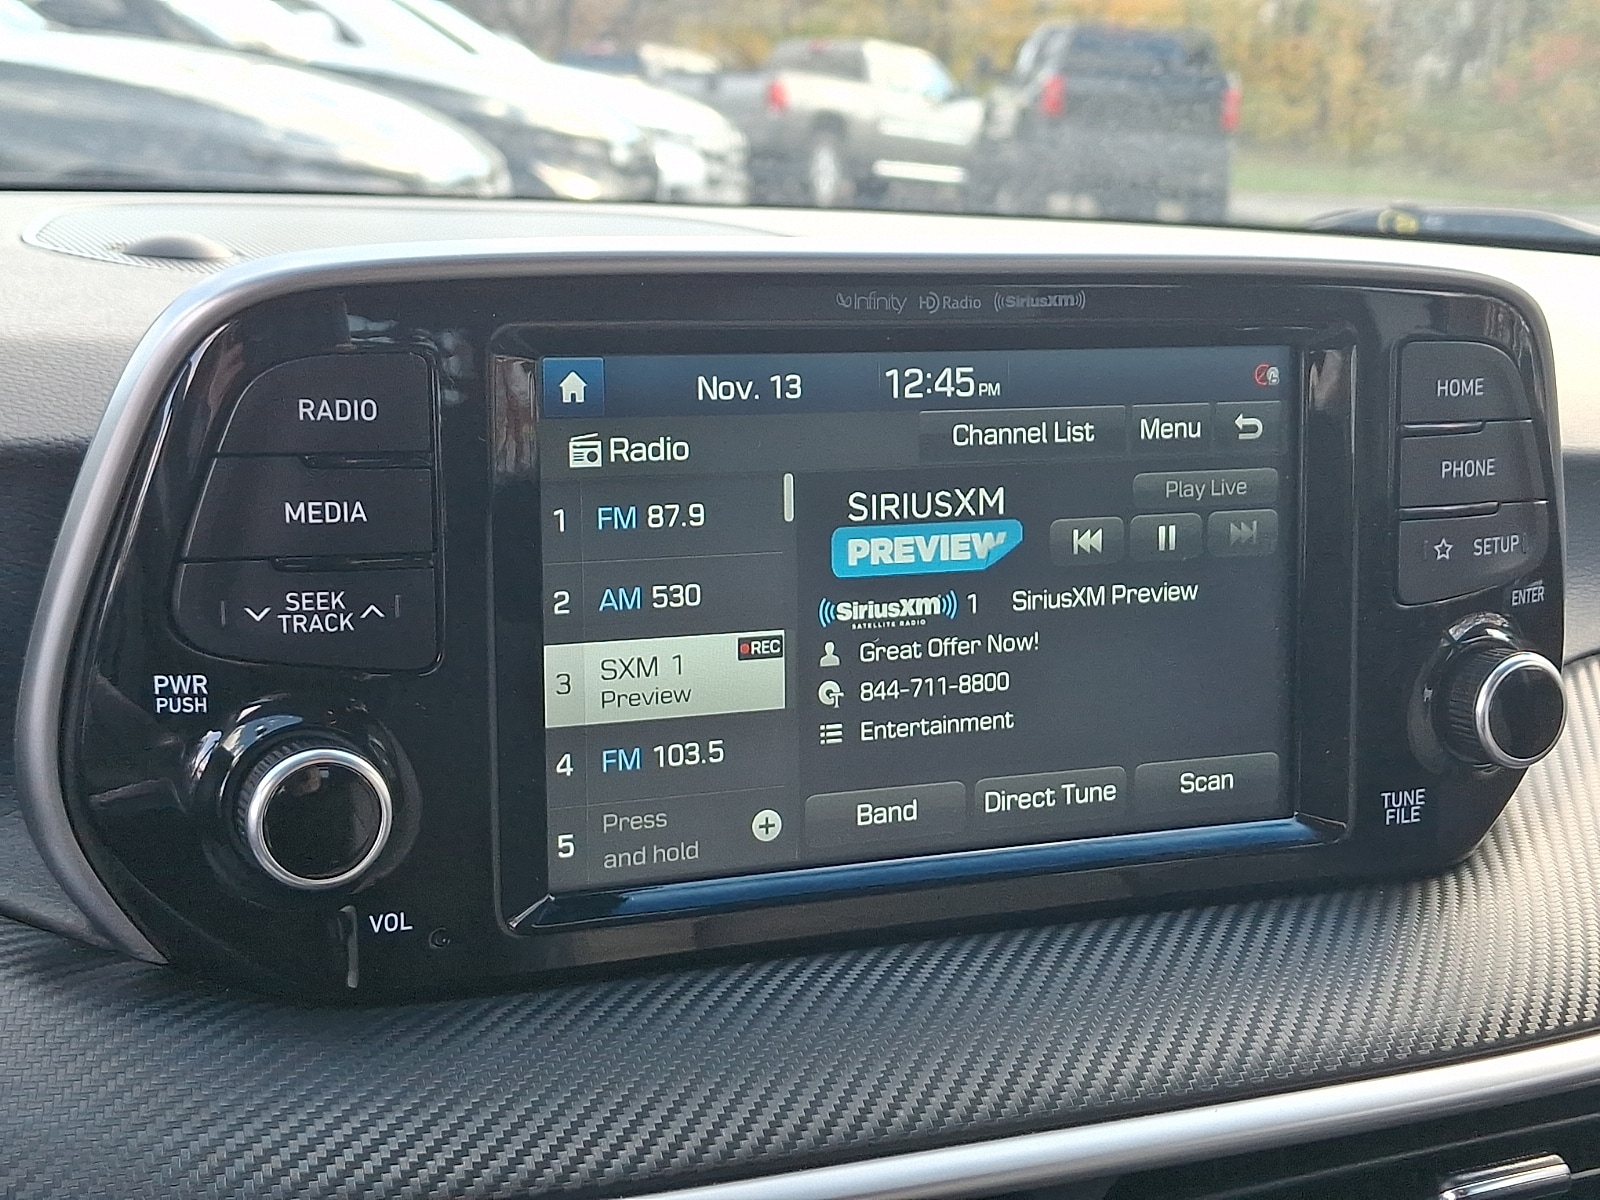 Infinity HD Radio ((SiriusXM))
RADIO
MEDIA
SEEK
TRACK
PWR
PUSH
VOL
Nov. 13 12:45 PM
Radio
Channel List
Menu
1 FM 87.9
2 AM 530
3 SXM 1
Preview
REC
4 FM 103.5
5 Press
and hold
SIRIUSXM
PREVIEW
Play Live
((SiriusXM)) 1 SiriusXM Preview
SATELLITE RADIO
Great Offer Now!
844-711-8800
Entertainment
Band
Direct Tune
Scan
HOME
PHONE
SETUP
ENTER
TUNE
FILE